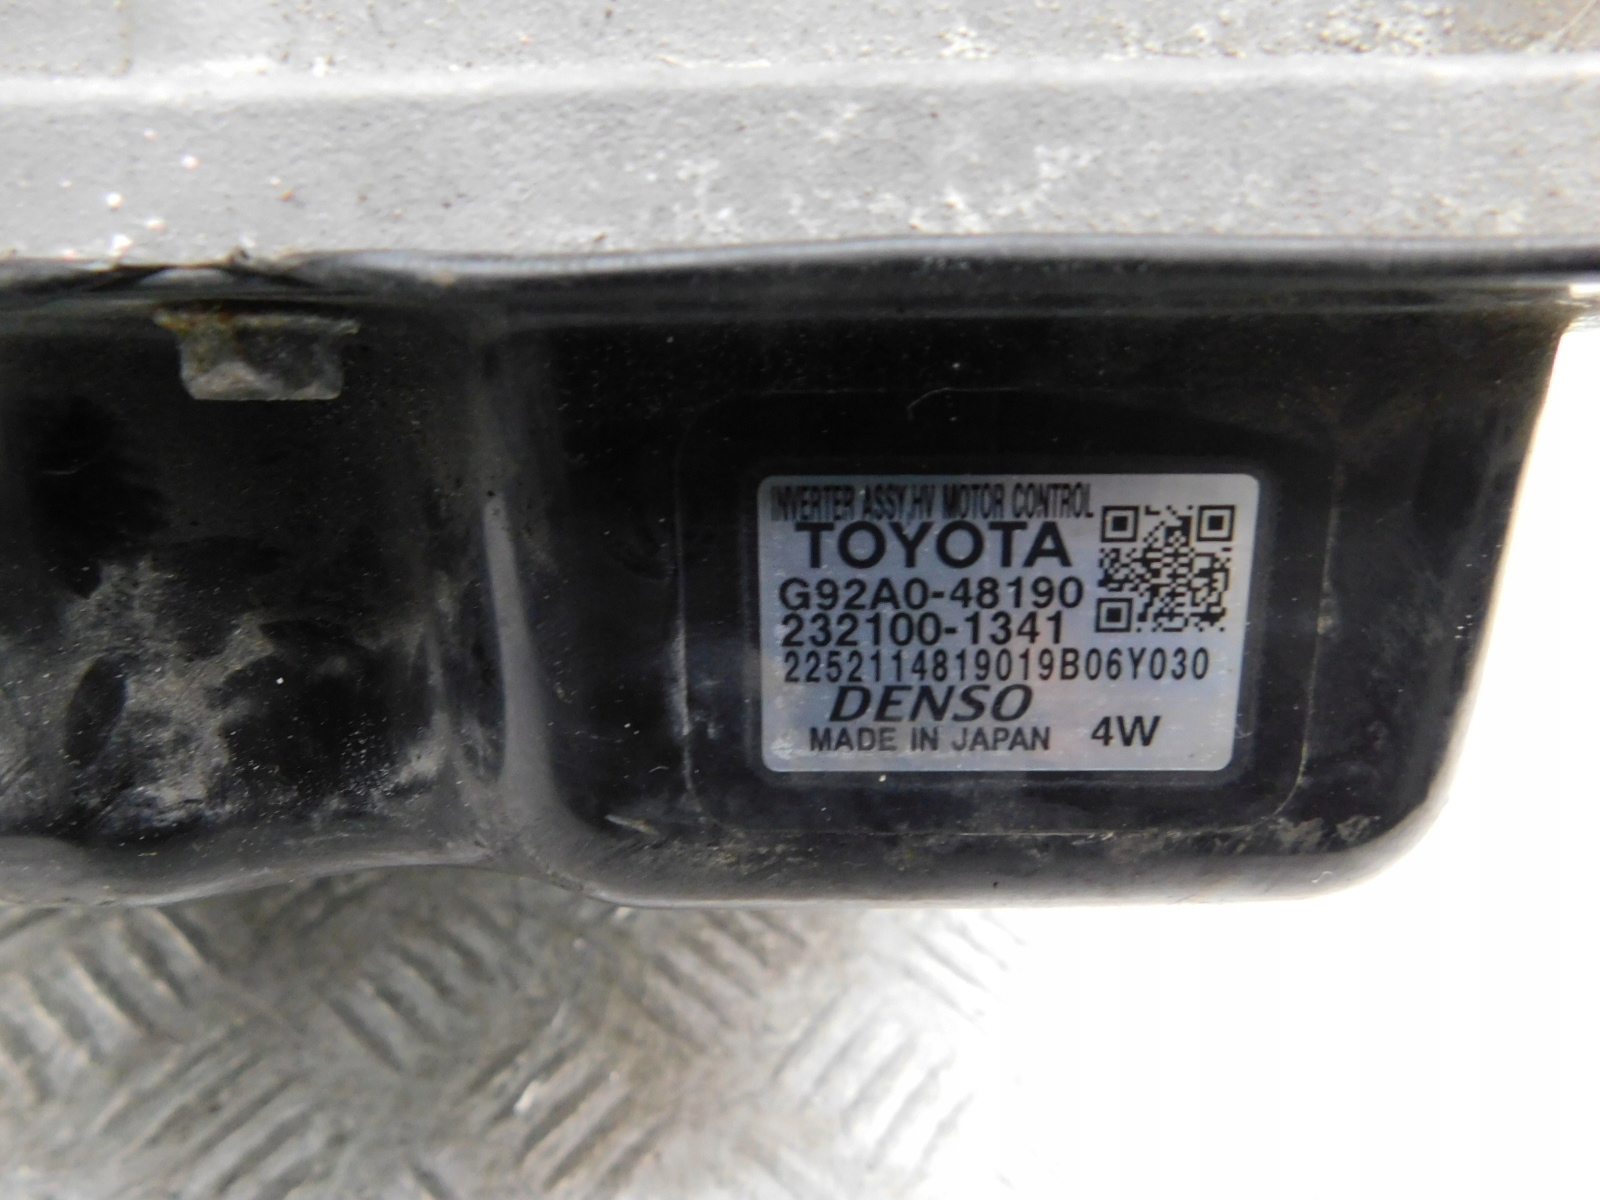 INVERTER ASSY,HV MOTOR CONTROL
TOYOTA
G92A0-48190
232100-1341
2252114819019B06Y030
DENSO
MADE IN JAPAN 4W